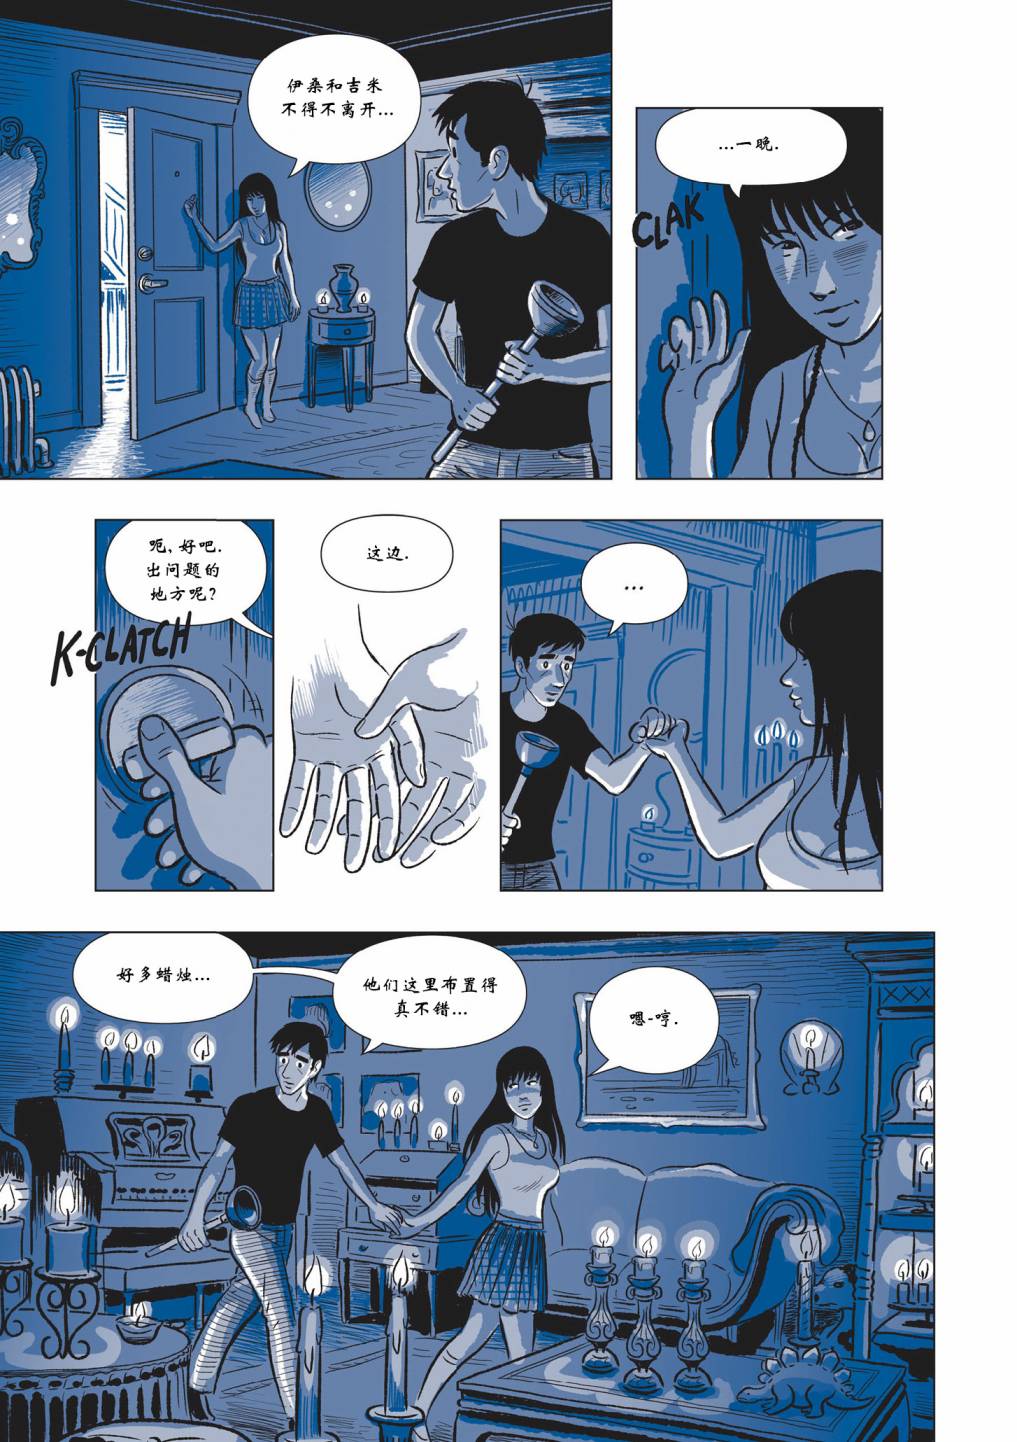 伊桑和吉米
不得不离开...
...一晚.
CLAK
呃,好吧.
出问题的
地方呢?
K-CLATCH
这边.
...
好多蜡烛...
他们这里布置得
真不错...
嗯-哼.